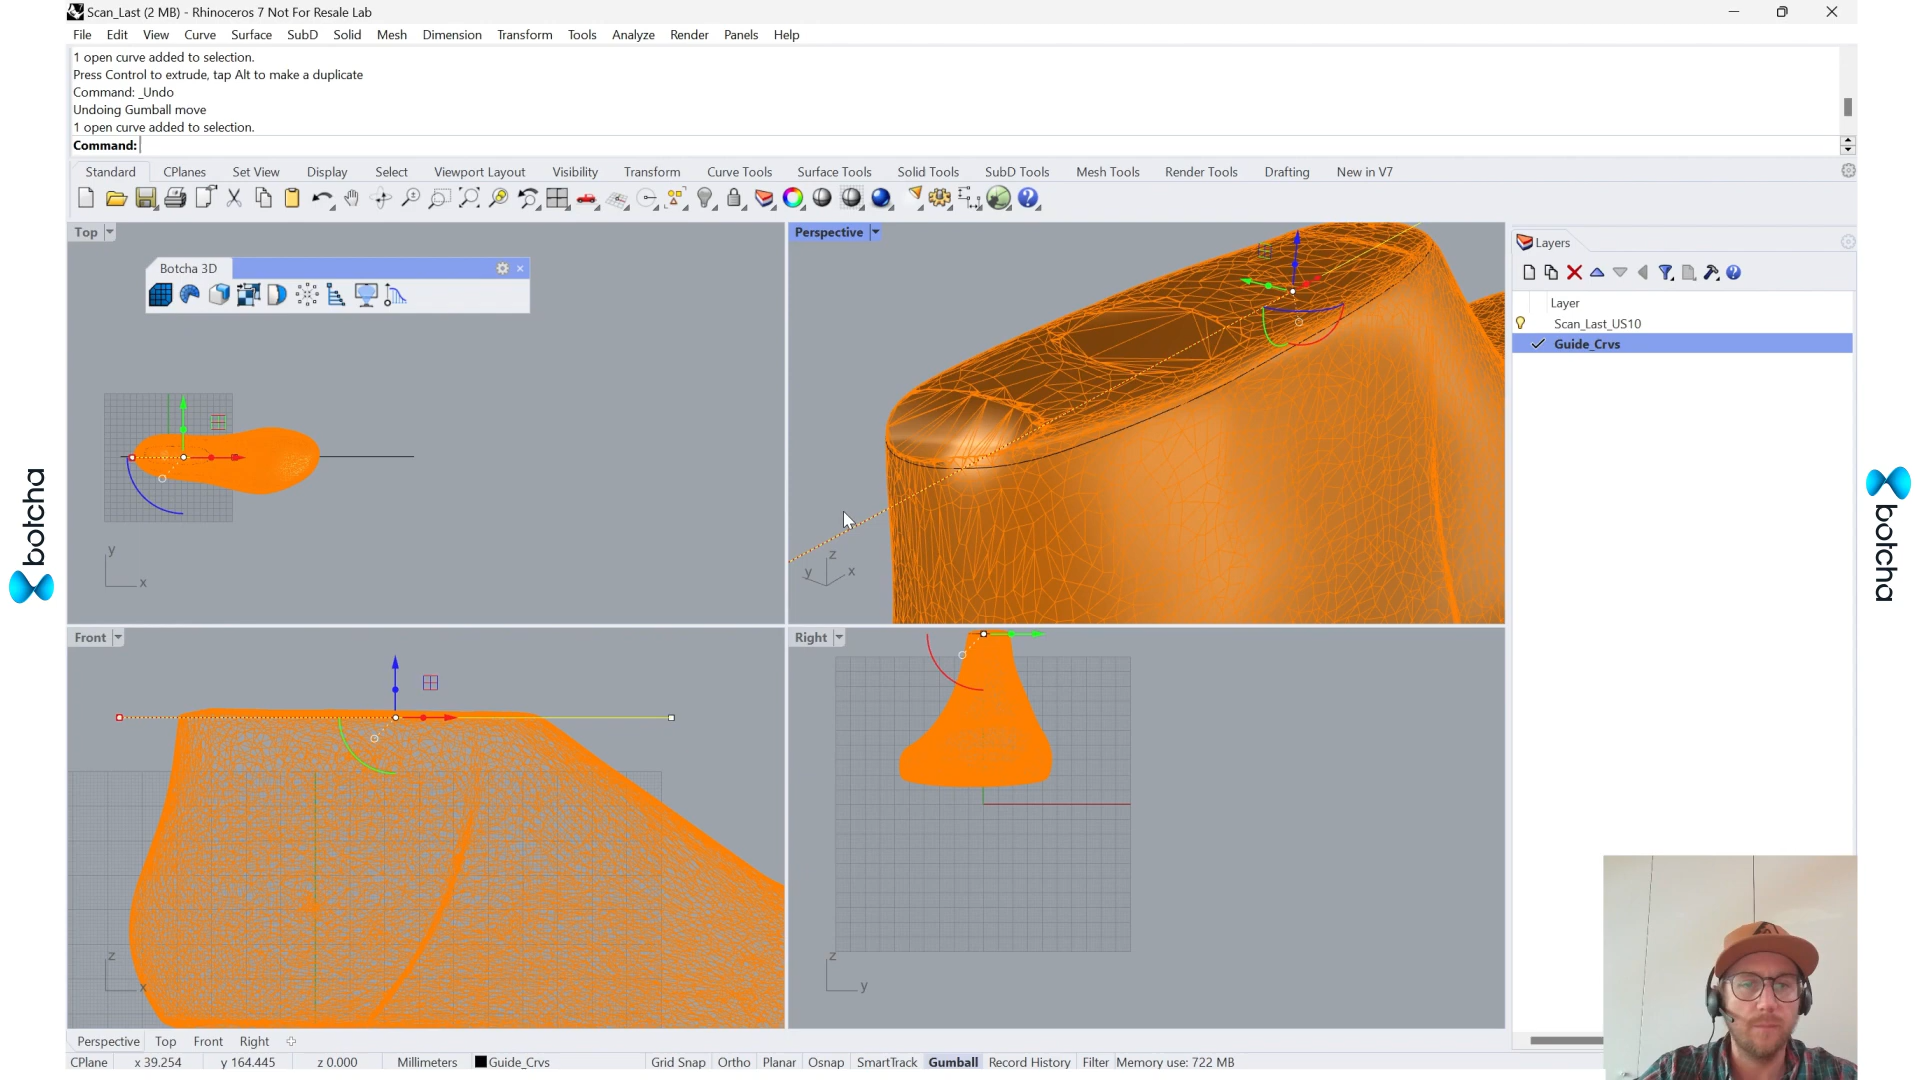 Scan_Last (2 MB) - Rhinoceros 7 Not For Resale Lab
File Edit View Curve Surface SubD Solid Mesh Dimension Transform Tools Analyze Render Panels Help
1 open curve added to selection.
Press Control to extrude, tap Alt to make a duplicate
Command: _Undo
Undoing Gumball move
1 open curve added to selection.
Command:
Standard CPlanes Set View Display Select Viewport Layout Visibility Transform Curve Tools Surface Tools Solid Tools SubD Tools Mesh Tools Render Tools Drafting New in V7
Top
Perspective
Layers
Botcha 3D
Layer
Scan_Last_US10
Guide_Crvs
y
x
z
y
x
Front
Right
z
x
z
y
Perspective Top Front Right
CPlane x 39.254 y 164.445 z 0.000 Millimeters Guide_Crvs Grid Snap Ortho Planar Osnap SmartTrack Gumball Record History Filter Memory use: 722 MB
botcha
botcha